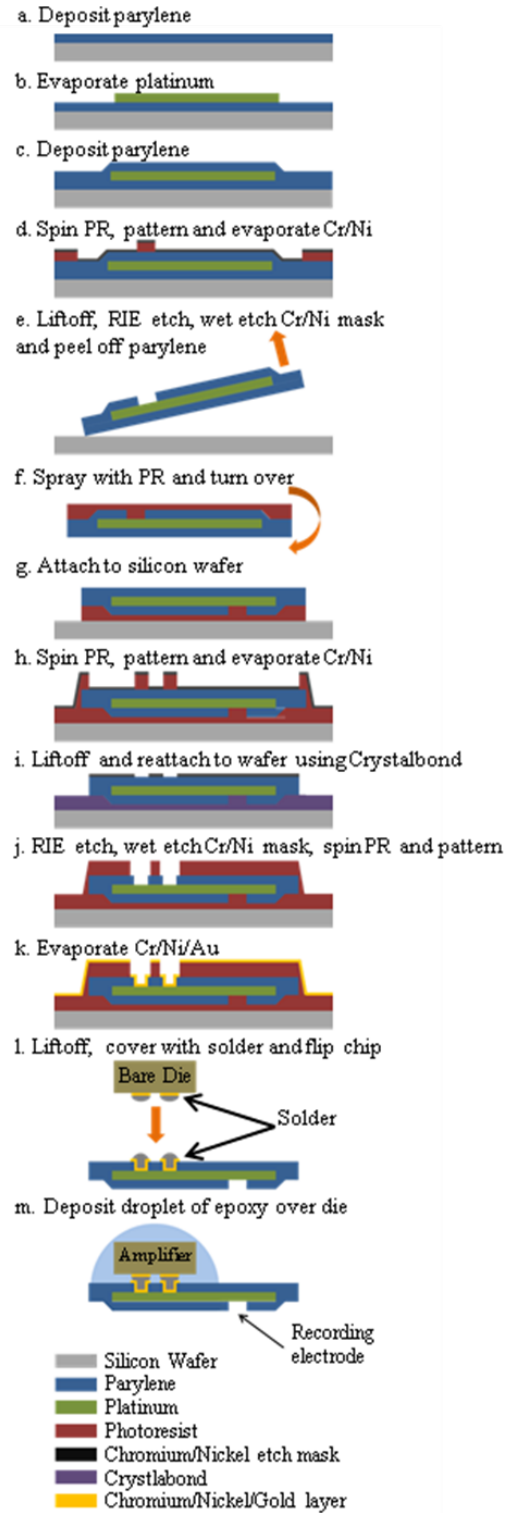 a. Deposit parylene
b. Evaporate platinum
c. Deposit parylene
d. Spin PR, pattern and evaporate Cr/Ni
e. Liftoff, RIE etch, wet etch Cr/Ni mask
and peel off parylene
f. Spray with PR and turn over
g. Attach to silicon wafer
h. Spin PR, pattern and evaporate Cr/Ni
i. Liftoff and reattach to wafer using Crystalbond
j. RIE etch, wet etch Cr/Ni mask, spin PR and pattern
k. Evaporate Cr/Ni/Au
l. Liftoff, cover with solder and flip chip
Bare Die
Solder
m. Deposit droplet of epoxy over die
Amplifier
Recording
electrode
Silicon Wafer
Parylene
Platinum
Photoresist
Chromium/Nickel etch mask
Crystlabond
Chromium/Nickel/Gold layer